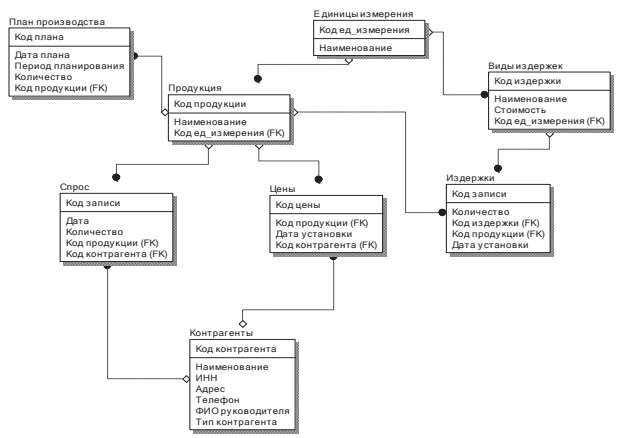 План производства
Код плана
Дата плана
Период планирования
Количество
Код продукции (FK)
Единицы измерения
Код ед_измерения
Наименование
Виды издержек
Код издержки
Наименование
Стоимость
Код ед_измерения (FK)
Продукция
Код продукции
Наименование
Код ед_измерения (FK)
Спрос
Код записи
Дата
Количество
Код продукции (FK)
Код контрагента (FK)
Цены
Код цены
Код продукции (FK)
Дата установки
Код контрагента (FK)
Издержки
Код записи
Количество
Код издержки (FK)
Код продукции (FK)
Дата установки
Контрагенты
Код контрагента
Наименование
ИНН
Адрес
Телефон
ФИО руководителя
Тип контрагента